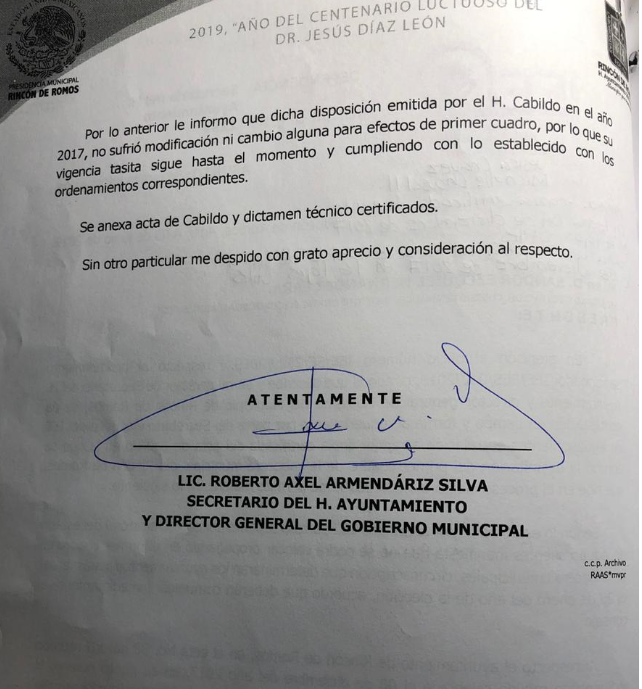 2019, "AÑO DEL CENTENARIO LUCTUOSO DEL
DR. JESÚS DÍAZ LEÓN
PRESIDENCIA MUNICIPAL
RINCÓN DE ROMOS
Por lo anterior le informo que dicha disposición emitida por el H. Cabildo en el año
2017, no sufrió modificación ni cambio alguna para efectos de primer cuadro, por lo que su
vigencia tasita sigue hasta el momento y cumpliendo con lo establecido con los
ordenamientos correspondientes.
Se anexa acta de Cabildo y dictamen técnico certificados.
Sin otro particular me despido con grato aprecio y consideración al respecto.
ATENTAMENTE
LIC. ROBERTO AXEL ARMENDÁRIZ SILVA
SECRETARIO DEL H. AYUNTAMIENTO
Y DIRECTOR GENERAL DEL GOBIERNO MUNICIPAL
c.c.p. Archivo
RAAS*mvpr